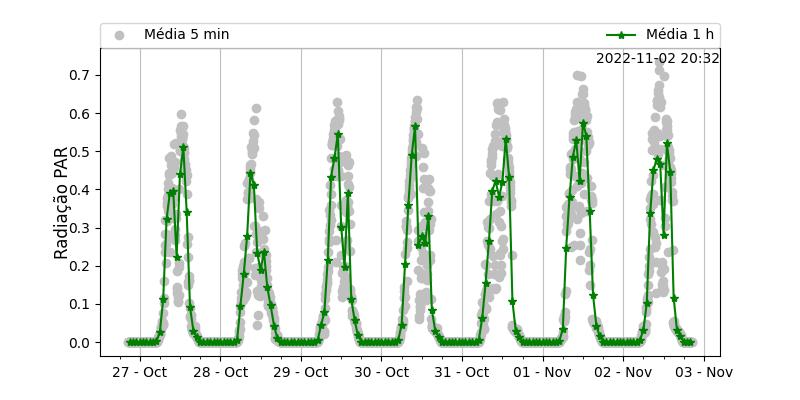 Média 5 min
Média 1 h
2022-11-02 20:32
Radiação PAR
0.7
0.6
0.5
0.4
0.3
0.2
0.1
0.0
27 - Oct
28 - Oct
29 - Oct
30 - Oct
31 - Oct
01 - Nov
02 - Nov
03 - Nov